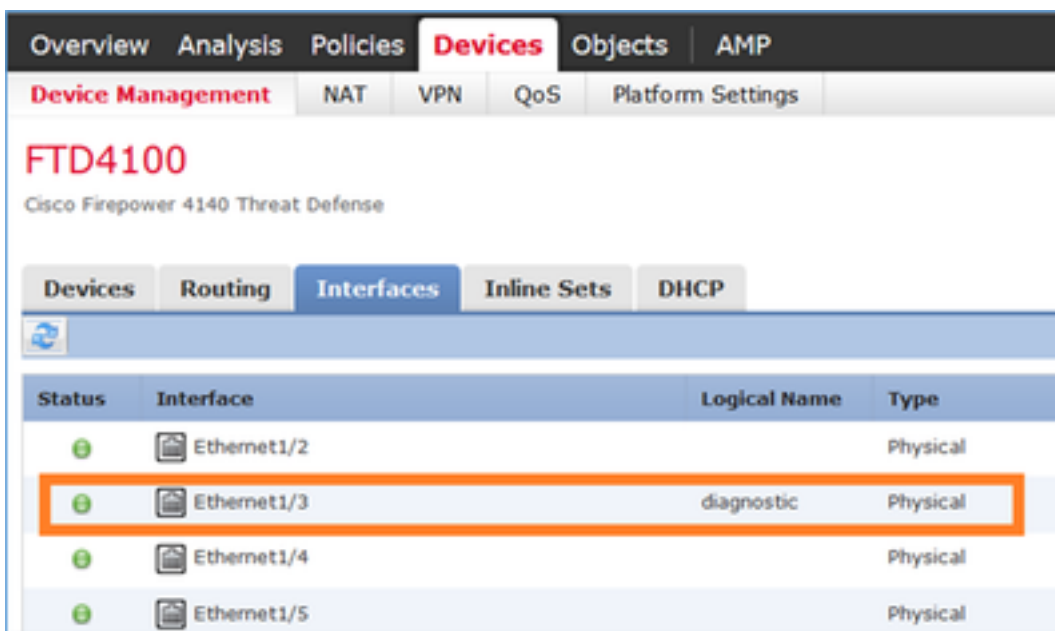 Overview Analysis Policies Devices Objects AMP
Device Management NAT VPN QoS Platform Settings
FTD4100
Cisco Firepower 4140 Threat Defense
Devices Routing Interfaces Inline Sets DHCP
Status Interface Logical Name Type
Ethernet1/2 Physical
Ethernet1/3 diagnostic Physical
Ethernet1/4 Physical
Ethernet1/5 Physical